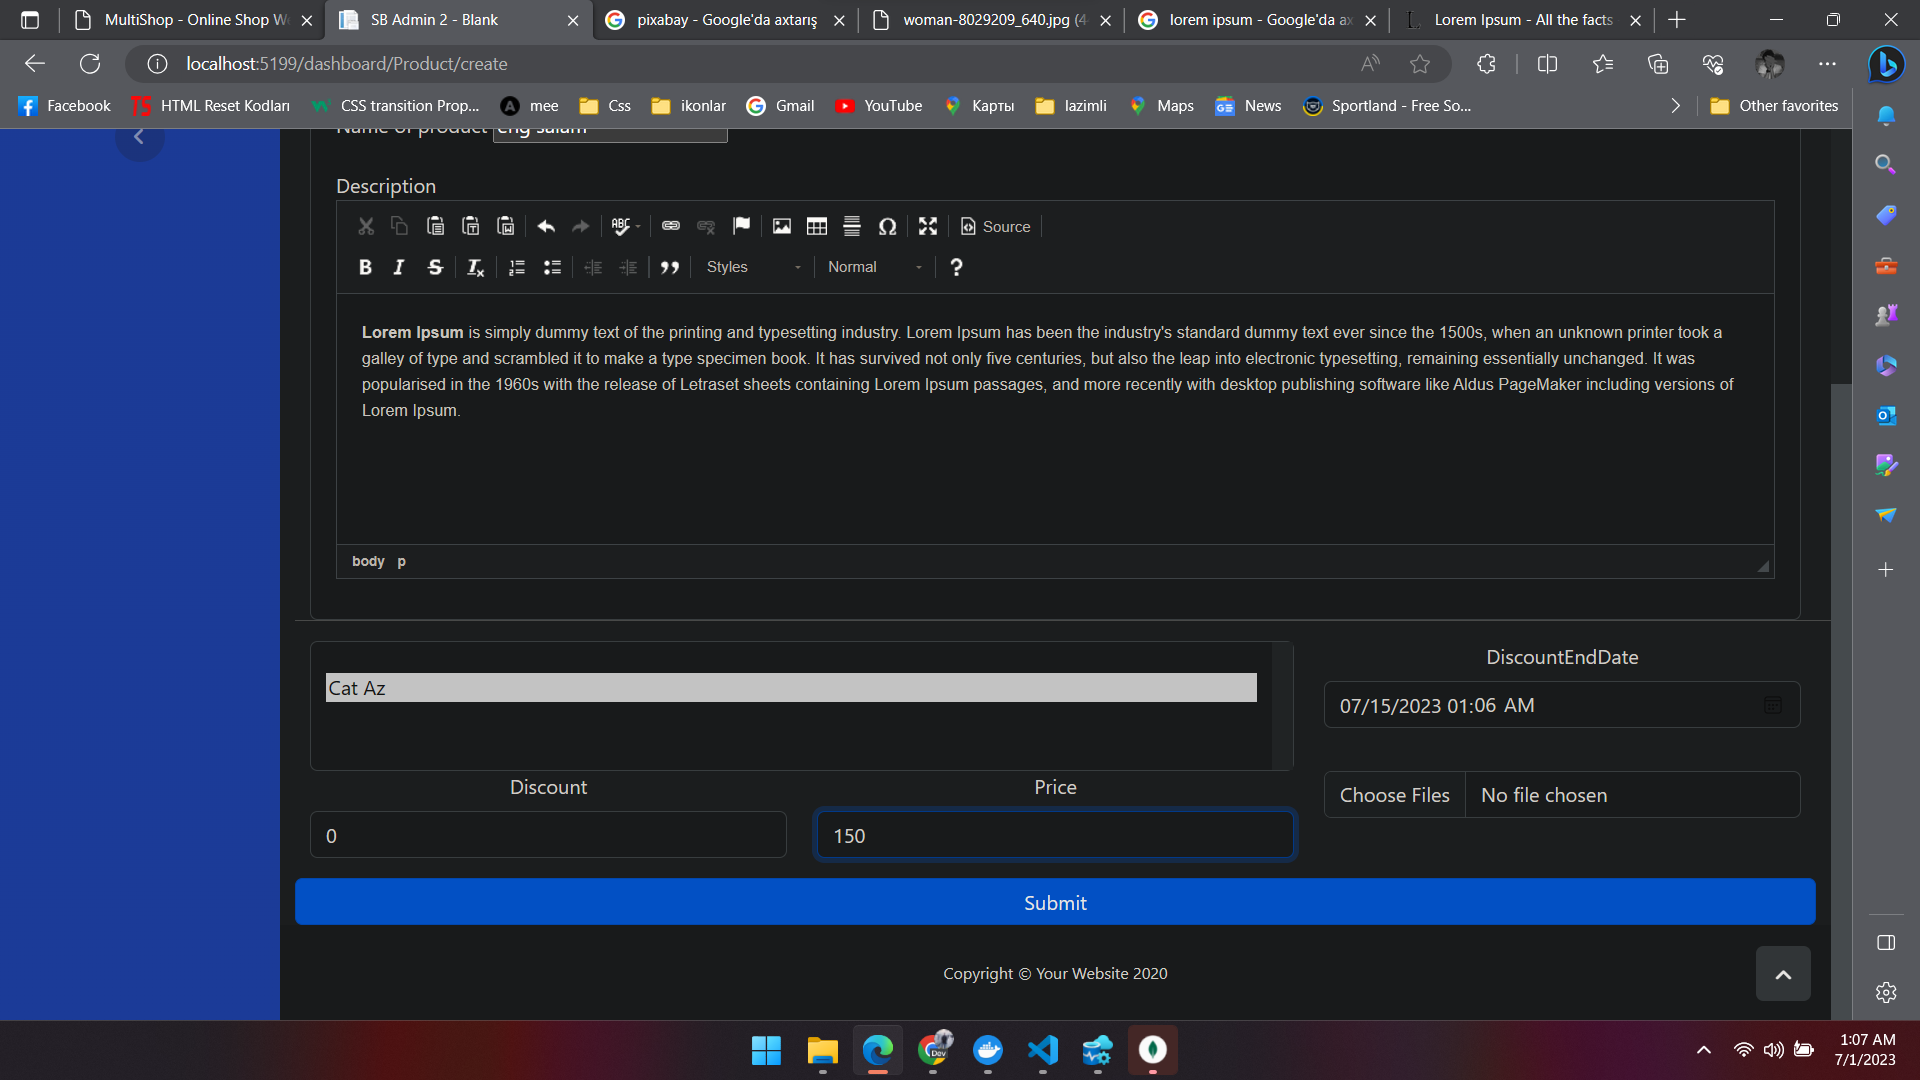 MultiShop - Online Shop W
SB Admin 2 - Blank
pixabay - Google'da axtarış
woman-8029209_640.jpg (4
lorem ipsum - Google'da ax
Lorem Ipsum - All the facts
localhost:5199/dashboard/Product/create
Facebook
HTML Reset Kodları
CSS transition Prop...
mee
Css
ikonlar
Gmail
YouTube
Карты
lazimli
Maps
News
Sportland - Free So...
Other favorites
Name of product eng salam
Description
Source
Styles
Normal
Lorem Ipsum is simply dummy text of the printing and typesetting industry. Lorem Ipsum has been the industry's standard dummy text ever since the 1500s, when an unknown printer took a
galley of type and scrambled it to make a type specimen book. It has survived not only five centuries, but also the leap into electronic typesetting, remaining essentially unchanged. It was
popularised in the 1960s with the release of Letraset sheets containing Lorem Ipsum passages, and more recently with desktop publishing software like Aldus PageMaker including versions of
Lorem Ipsum.
body p
Cat Az
DiscountEndDate
07/15/2023 01:06 AM
Discount
Price
Choose Files No file chosen
0
150
Submit
Copyright © Your Website 2020
1:07 AM
7/1/2023